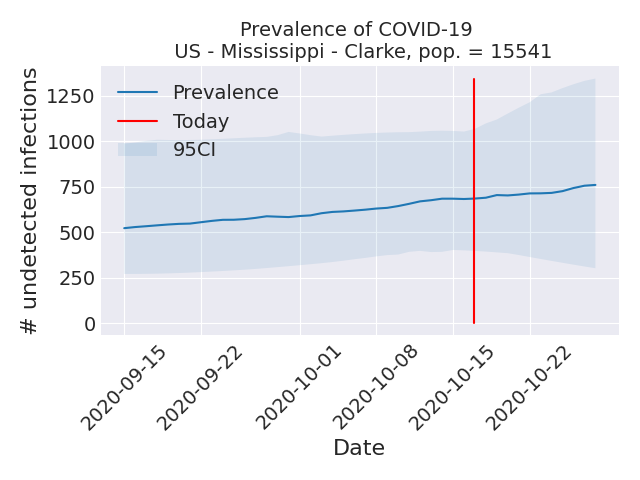 Prevalence of COVID-19
US - Mississippi - Clarke, pop. = 15541
# undetected infections
1250
1000
750
500
250
0
Prevalence
Today
95CI
2020-09-15
2020-09-22
2020-10-01
2020-10-08
2020-10-15
2020-10-22
Date